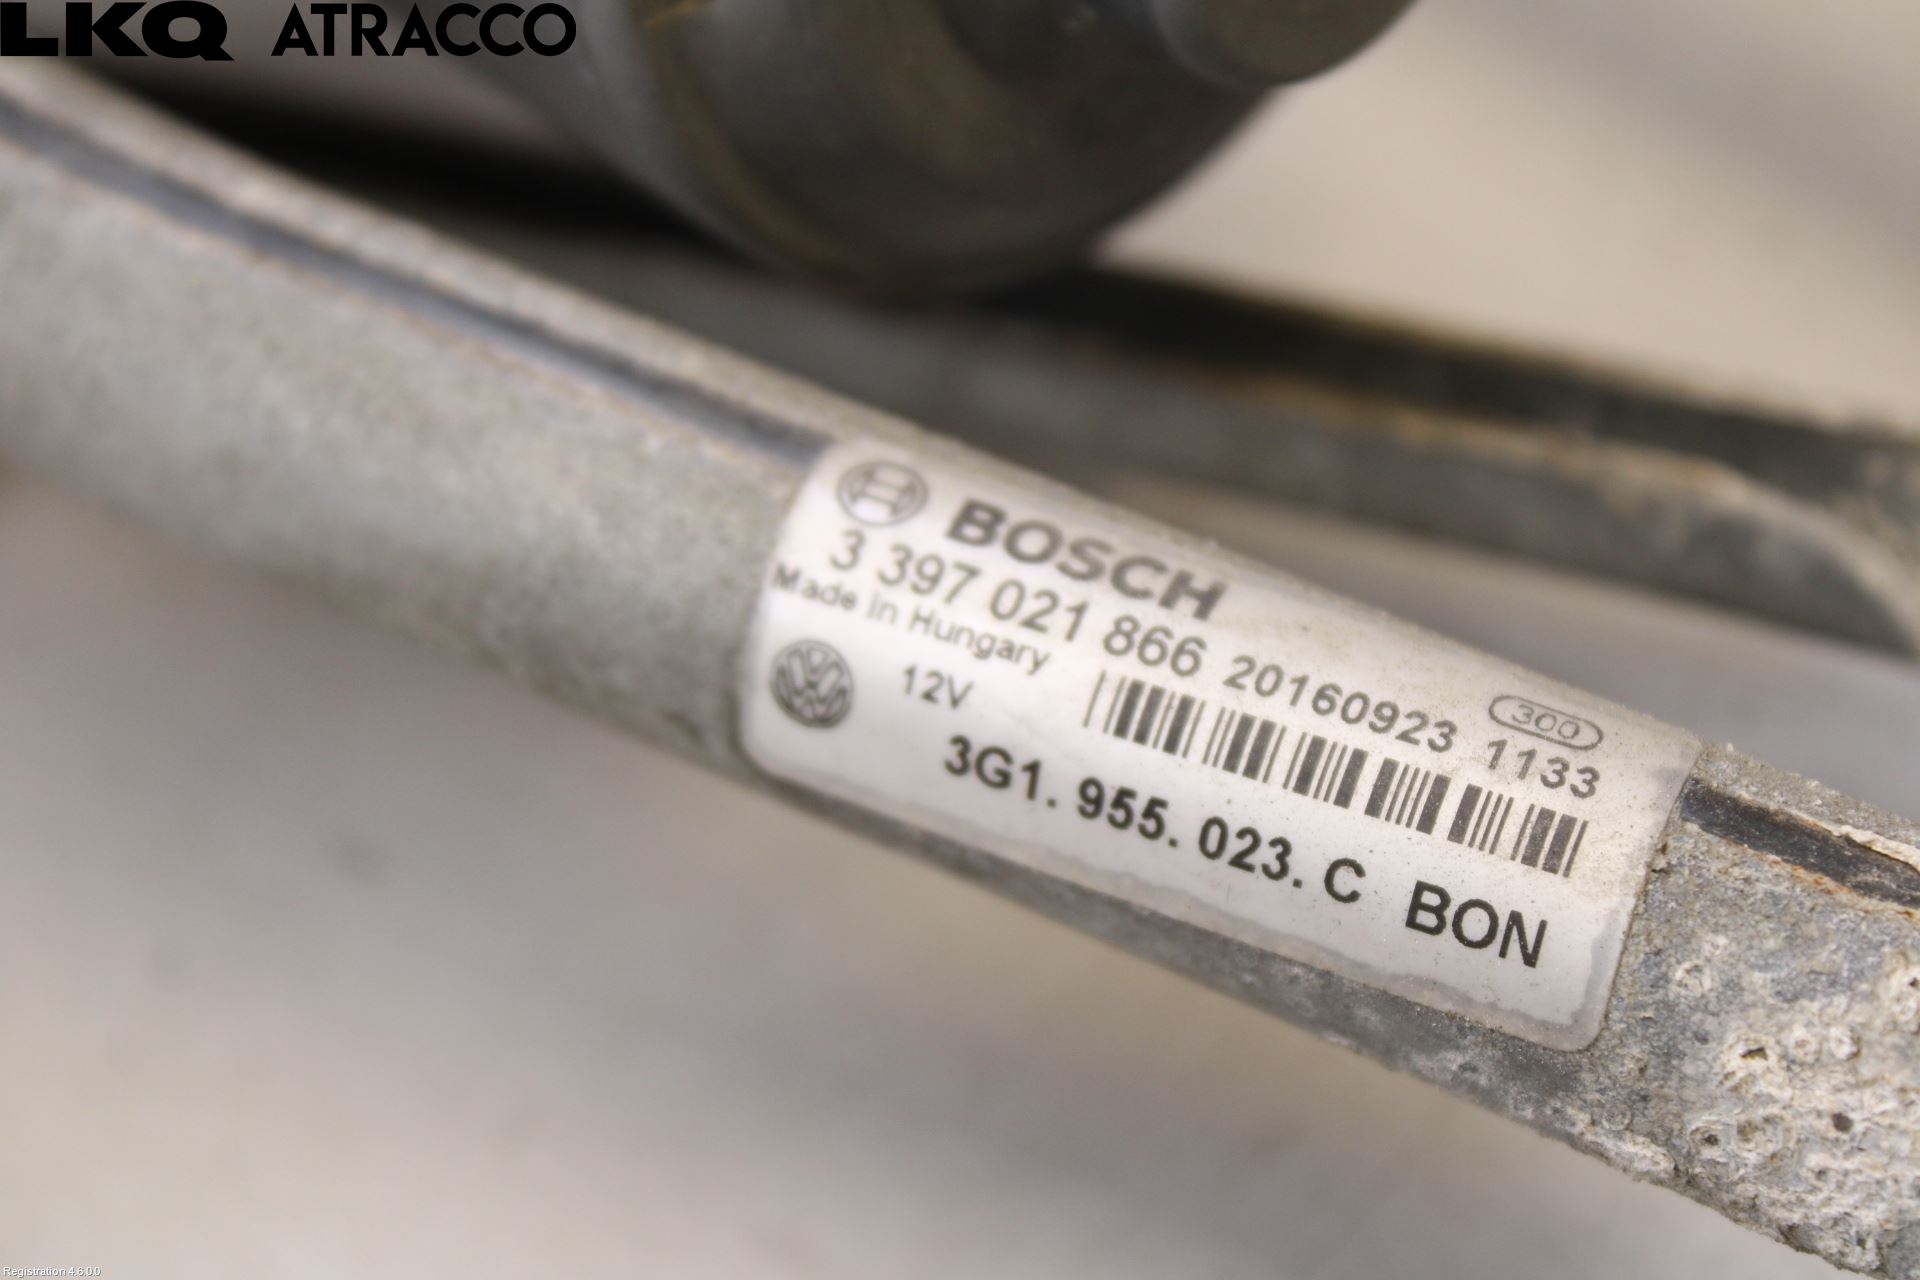 LKQ ATRACCO
BOSCH
3 397 021 866 20160923 1133
300
Made in Hungary
12V
3G1. 955. 023. C BON
Registration 4.6.0.0